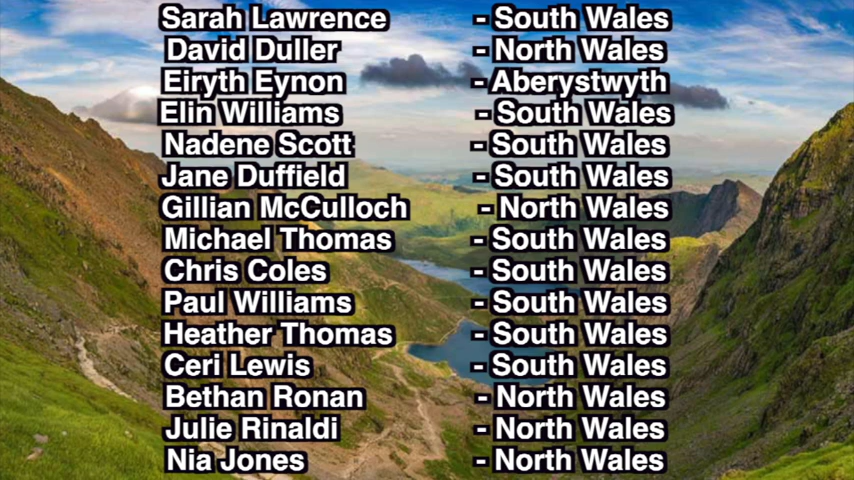 Sarah Lawrence - South Wales
David Duller - North Wales
Eiryth Eynon - Aberystwyth
Elin Williams - South Wales
Nadene Scott - South Wales
Jane Duffield - South Wales
Gillian McCulloch - North Wales
Michael Thomas - South Wales
Chris Coles - South Wales
Paul Williams - South Wales
Heather Thomas - South Wales
Ceri Lewis - South Wales
Bethan Ronan - North Wales
Julie Rinaldi - North Wales
Nia Jones - North Wales